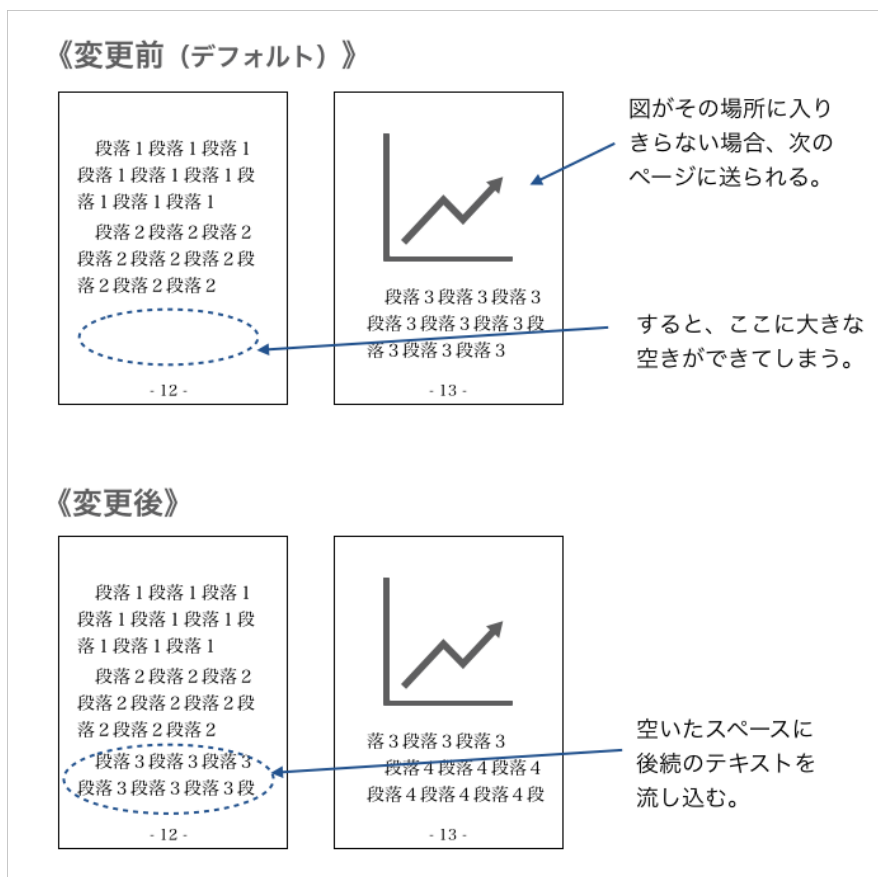 《変更前(デフォルト)》
段落1段落1段落1
段落1段落1段落1段
落1段落1段落1
段落2段落2段落2
段落2段落2段落2段
落2段落2段落2
- 12 -
段落3段落3段落3
段落3段落3段落3段
落3段落3段落3
- 13 -
図がその場所に入り
きらない場合、次の
ページに送られる。
すると、ここに大きな
空きができてしまう。
《変更後》
段落1段落1段落1
段落1段落1段落1段
落1段落1段落1
段落2段落2段落2
段落2段落2段落2段
落2段落2段落2
段落3段落3段落3
段落3段落3段落3段
- 12 -
落3段落3段落3
段落4段落4段落4
段落4段落4段落4段
- 13 -
空いたスペースに
後続のテキストを
流し込む。